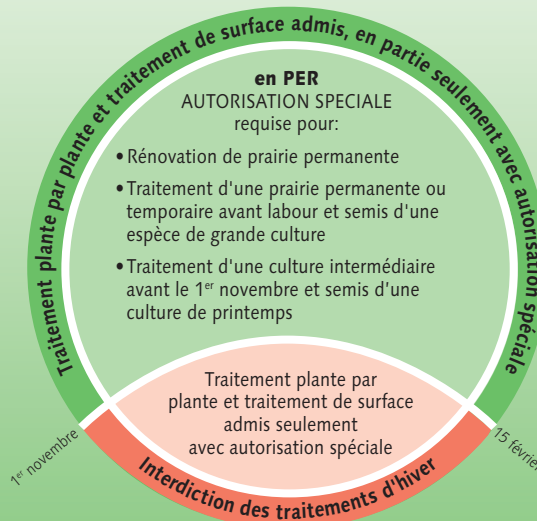 Traitement plante par plante et traitement de surface admis, en partie seulement avec autorisation spéciale
en PER
AUTORISATION SPECIALE
requise pour:
• Rénovation de prairie permanente
• Traitement d'une prairie permanente ou
temporaire avant labour et semis d'une
espèce de grande culture
• Traitement d'une culture intermédiaire
avant le 1er novembre et semis d'une
culture de printemps
Traitement plante par
plante et traitement de surface
admis seulement
avec autorisation spéciale
1er novembre
15 février
Interdiction des traitements d'hiver